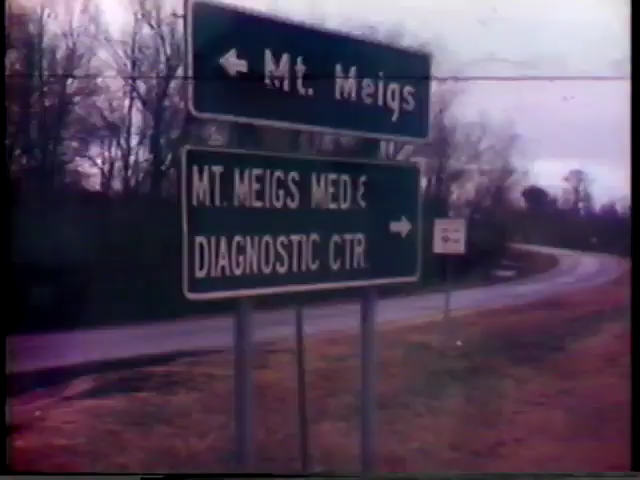 ← Mt. Meigs
MT. MEIGS MED &
DIAGNOSTIC CTR. →